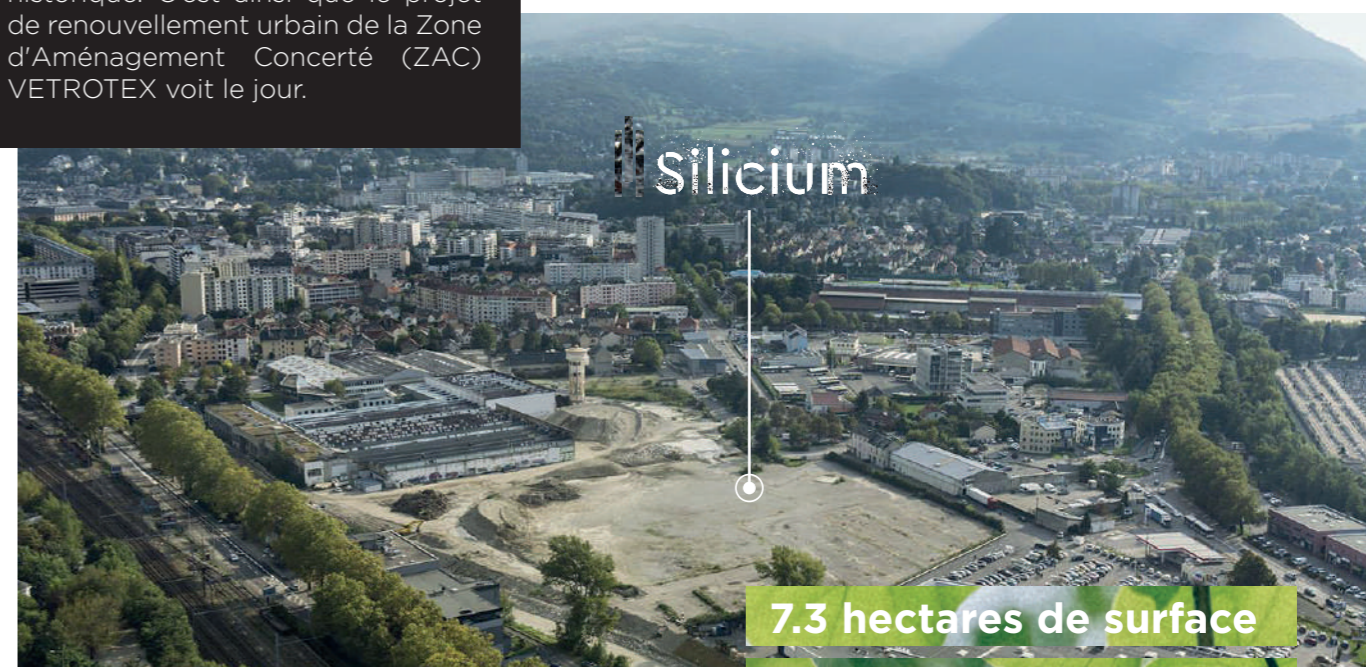 de renouvellement urbain de la Zone
d'Aménagement Concerté (ZAC)
VETROTEX voit le jour.
Silicium
7.3 hectares de surface